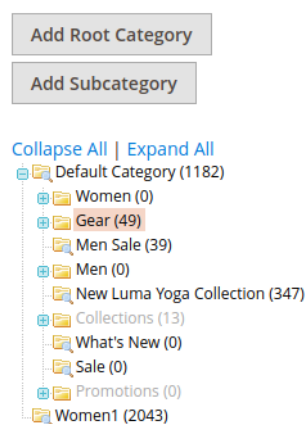 Add Root Category
Add Subcategory
Collapse All | Expand All
Default Category (1182)
Women (0)
Gear (49)
Men Sale (39)
Men (0)
New Luma Yoga Collection (347)
Collections (13)
What's New (0)
Sale (0)
Promotions (0)
Women1 (2043)